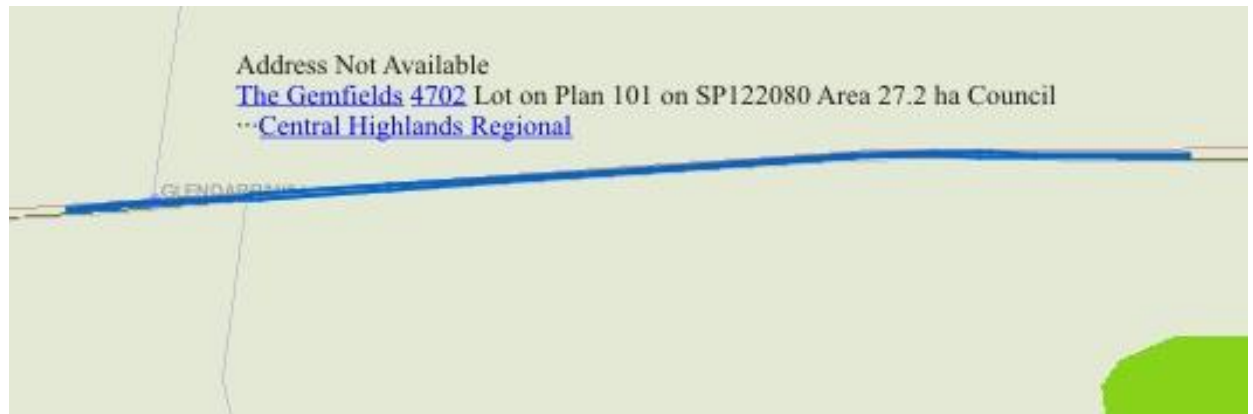 Address Not Available
The Gemfields 4702 Lot on Plan 101 on SP122080 Area 27.2 ha Council
···Central Highlands Regional